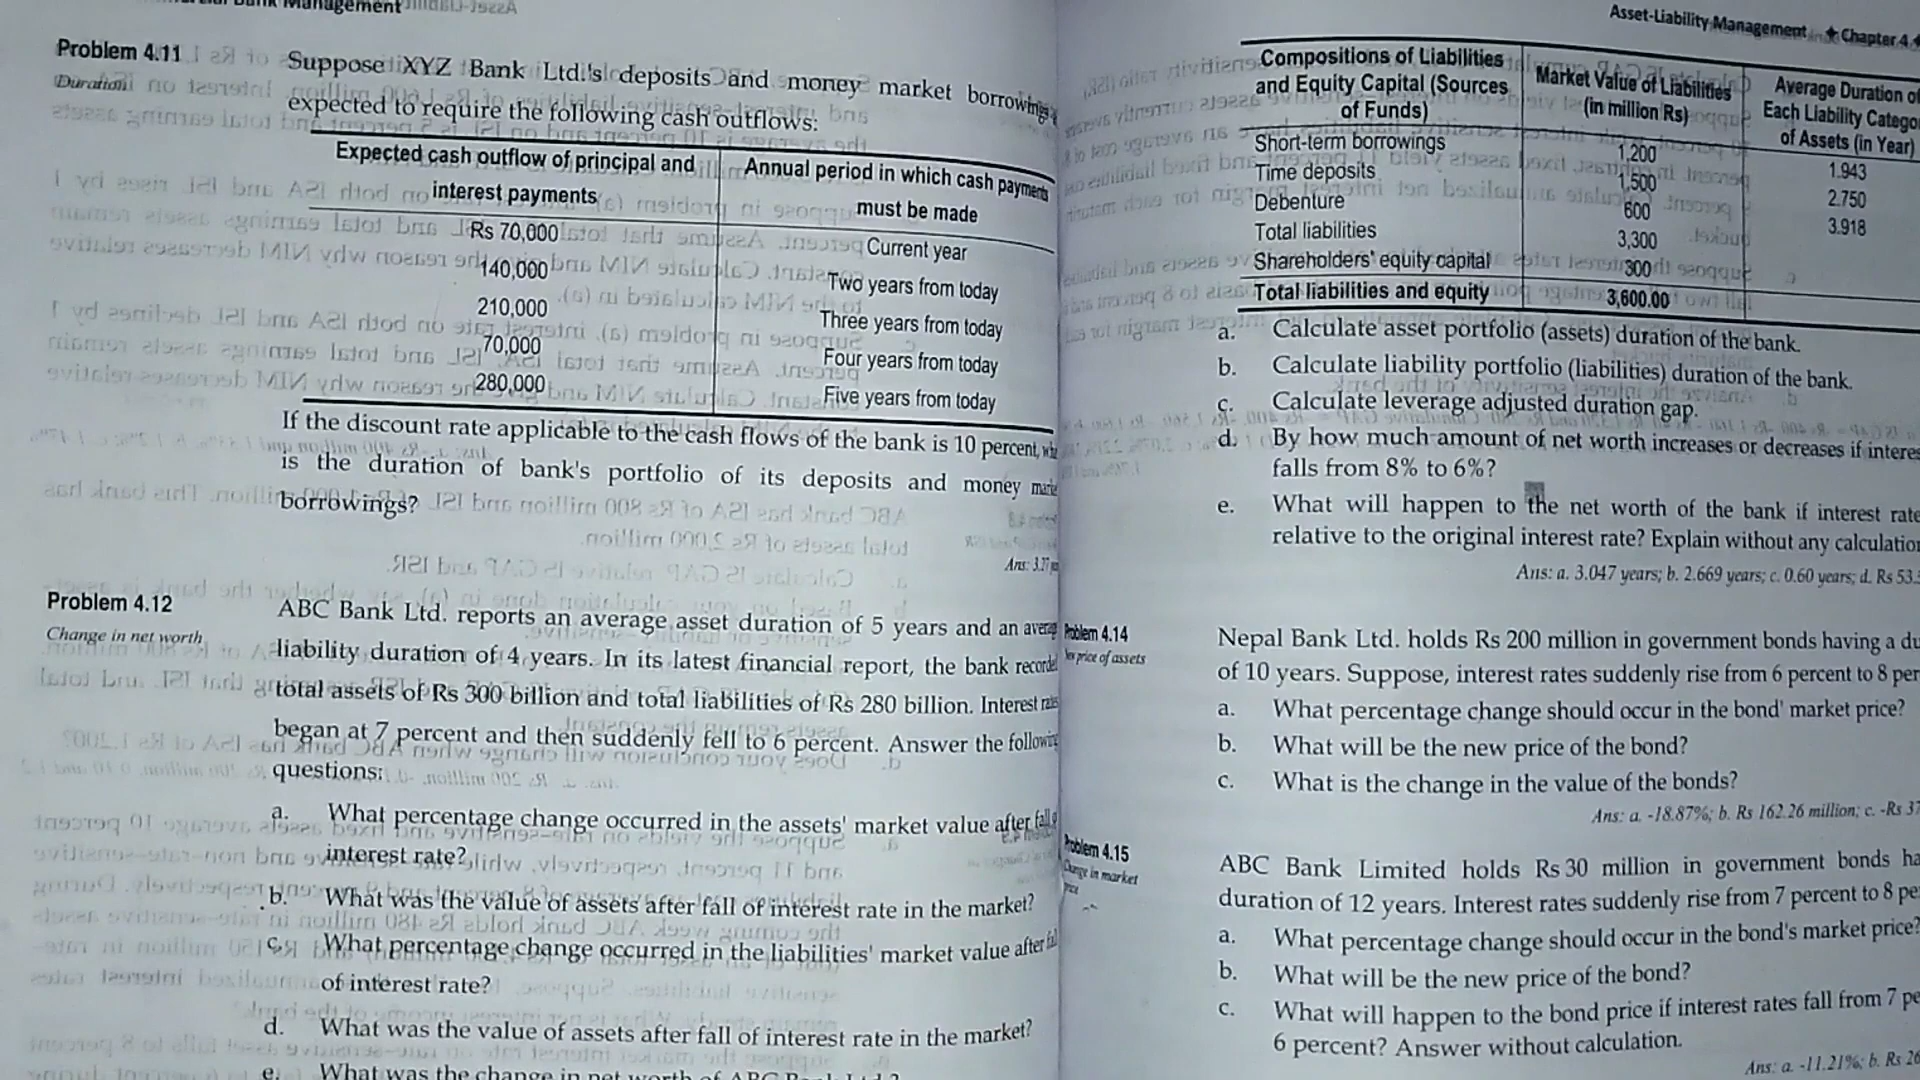 Bank Management
Problem 4.11
Duration
Suppose XYZ Bank Ltd.'s deposits and money market borrowings
expected to require the following cash outflows:
Expected cash outflow of principal and interest payments
Annual period in which cash payments must be made
Rs 70,000 Current year
140,000 Two years from today
210,000 Three years from today
70,000 Four years from today
280,000 Five years from today
If the discount rate applicable to the cash flows of the bank is 10 percent,
is the duration of bank's portfolio of its deposits and money
borrowings?
Ans: 3.27
Problem 4.12
Change in net worth
ABC Bank Ltd. reports an average asset duration of 5 years and an
liability duration of 4 years. In its latest financial report, the bank
total assets of Rs 300 billion and total liabilities of Rs 280 billion. Interest
began at 7 percent and then suddenly fell to 6 percent. Answer the following
questions:
a. What percentage change occurred in the assets' market value after fall
interest rate?
b. What was the value of assets after fall of interest rate in the market?
c. What percentage change occurred in the liabilities' market value after
of interest rate?
d. What was the value of assets after fall of interest rate in the market?
e. What was the change in net worth of ABC
Asset-Liability Management ✦ Chapter 4
Compositions of Liabilities and Equity Capital (Sources of Funds)
Market Value of Liabilities (in million Rs)
Average Duration of
Each Liability Catego
of Assets (in Year)
Short-term borrowings 1,200 1.943
Time deposits 1,500 2.750
Debenture 600 3.918
Total liabilities 3,300
Shareholders' equity capital 300
Total liabilities and equity 3,600.00
a. Calculate asset portfolio (assets) duration of the bank.
b. Calculate liability portfolio (liabilities) duration of the bank.
c. Calculate leverage adjusted duration gap.
d. By how much amount of net worth increases or decreases if interes
falls from 8% to 6%?
e. What will happen to the net worth of the bank if interest rate
relative to the original interest rate? Explain without any calculation
Ans: a. 3.047 years; b. 2.669 years; c. 0.60 years; d. Rs 53.
Problem 4.14
price of assets
Nepal Bank Ltd. holds Rs 200 million in government bonds having a du
of 10 years. Suppose, interest rates suddenly rise from 6 percent to 8 per
a. What percentage change should occur in the bond' market price?
b. What will be the new price of the bond?
c. What is the change in the value of the bonds?
Ans: a. -18.87%; b. Rs 162.26 million; c. -Rs 37
Problem 4.15
Change in market
price
ABC Bank Limited holds Rs 30 million in government bonds ha
duration of 12 years. Interest rates suddenly rise from 7 percent to 8 pe
a. What percentage change should occur in the bond's market price?
b. What will be the new price of the bond?
c. What will happen to the bond price if interest rates fall from 7 pe
6 percent? Answer without calculation.
Ans: a. -11.21%; b. Rs 26